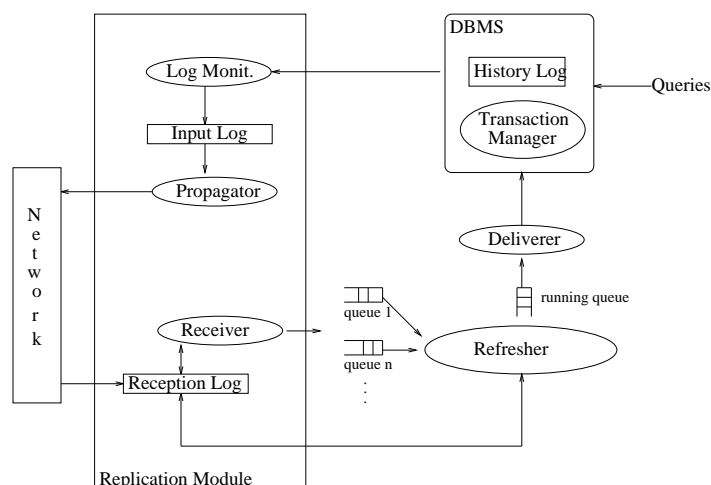 DBMS
Log Monit.
History Log
Queries
Input Log
Transaction
Manager
Propagator
Network
Deliverer
running queue
queue 1
Receiver
Refresher
queue n
Reception Log
Replication Module